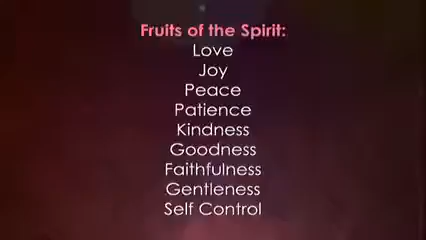 Fruits of the Spirit:
Love
Joy
Peace
Patience
Kindness
Goodness
Faithfulness
Gentleness
Self Control